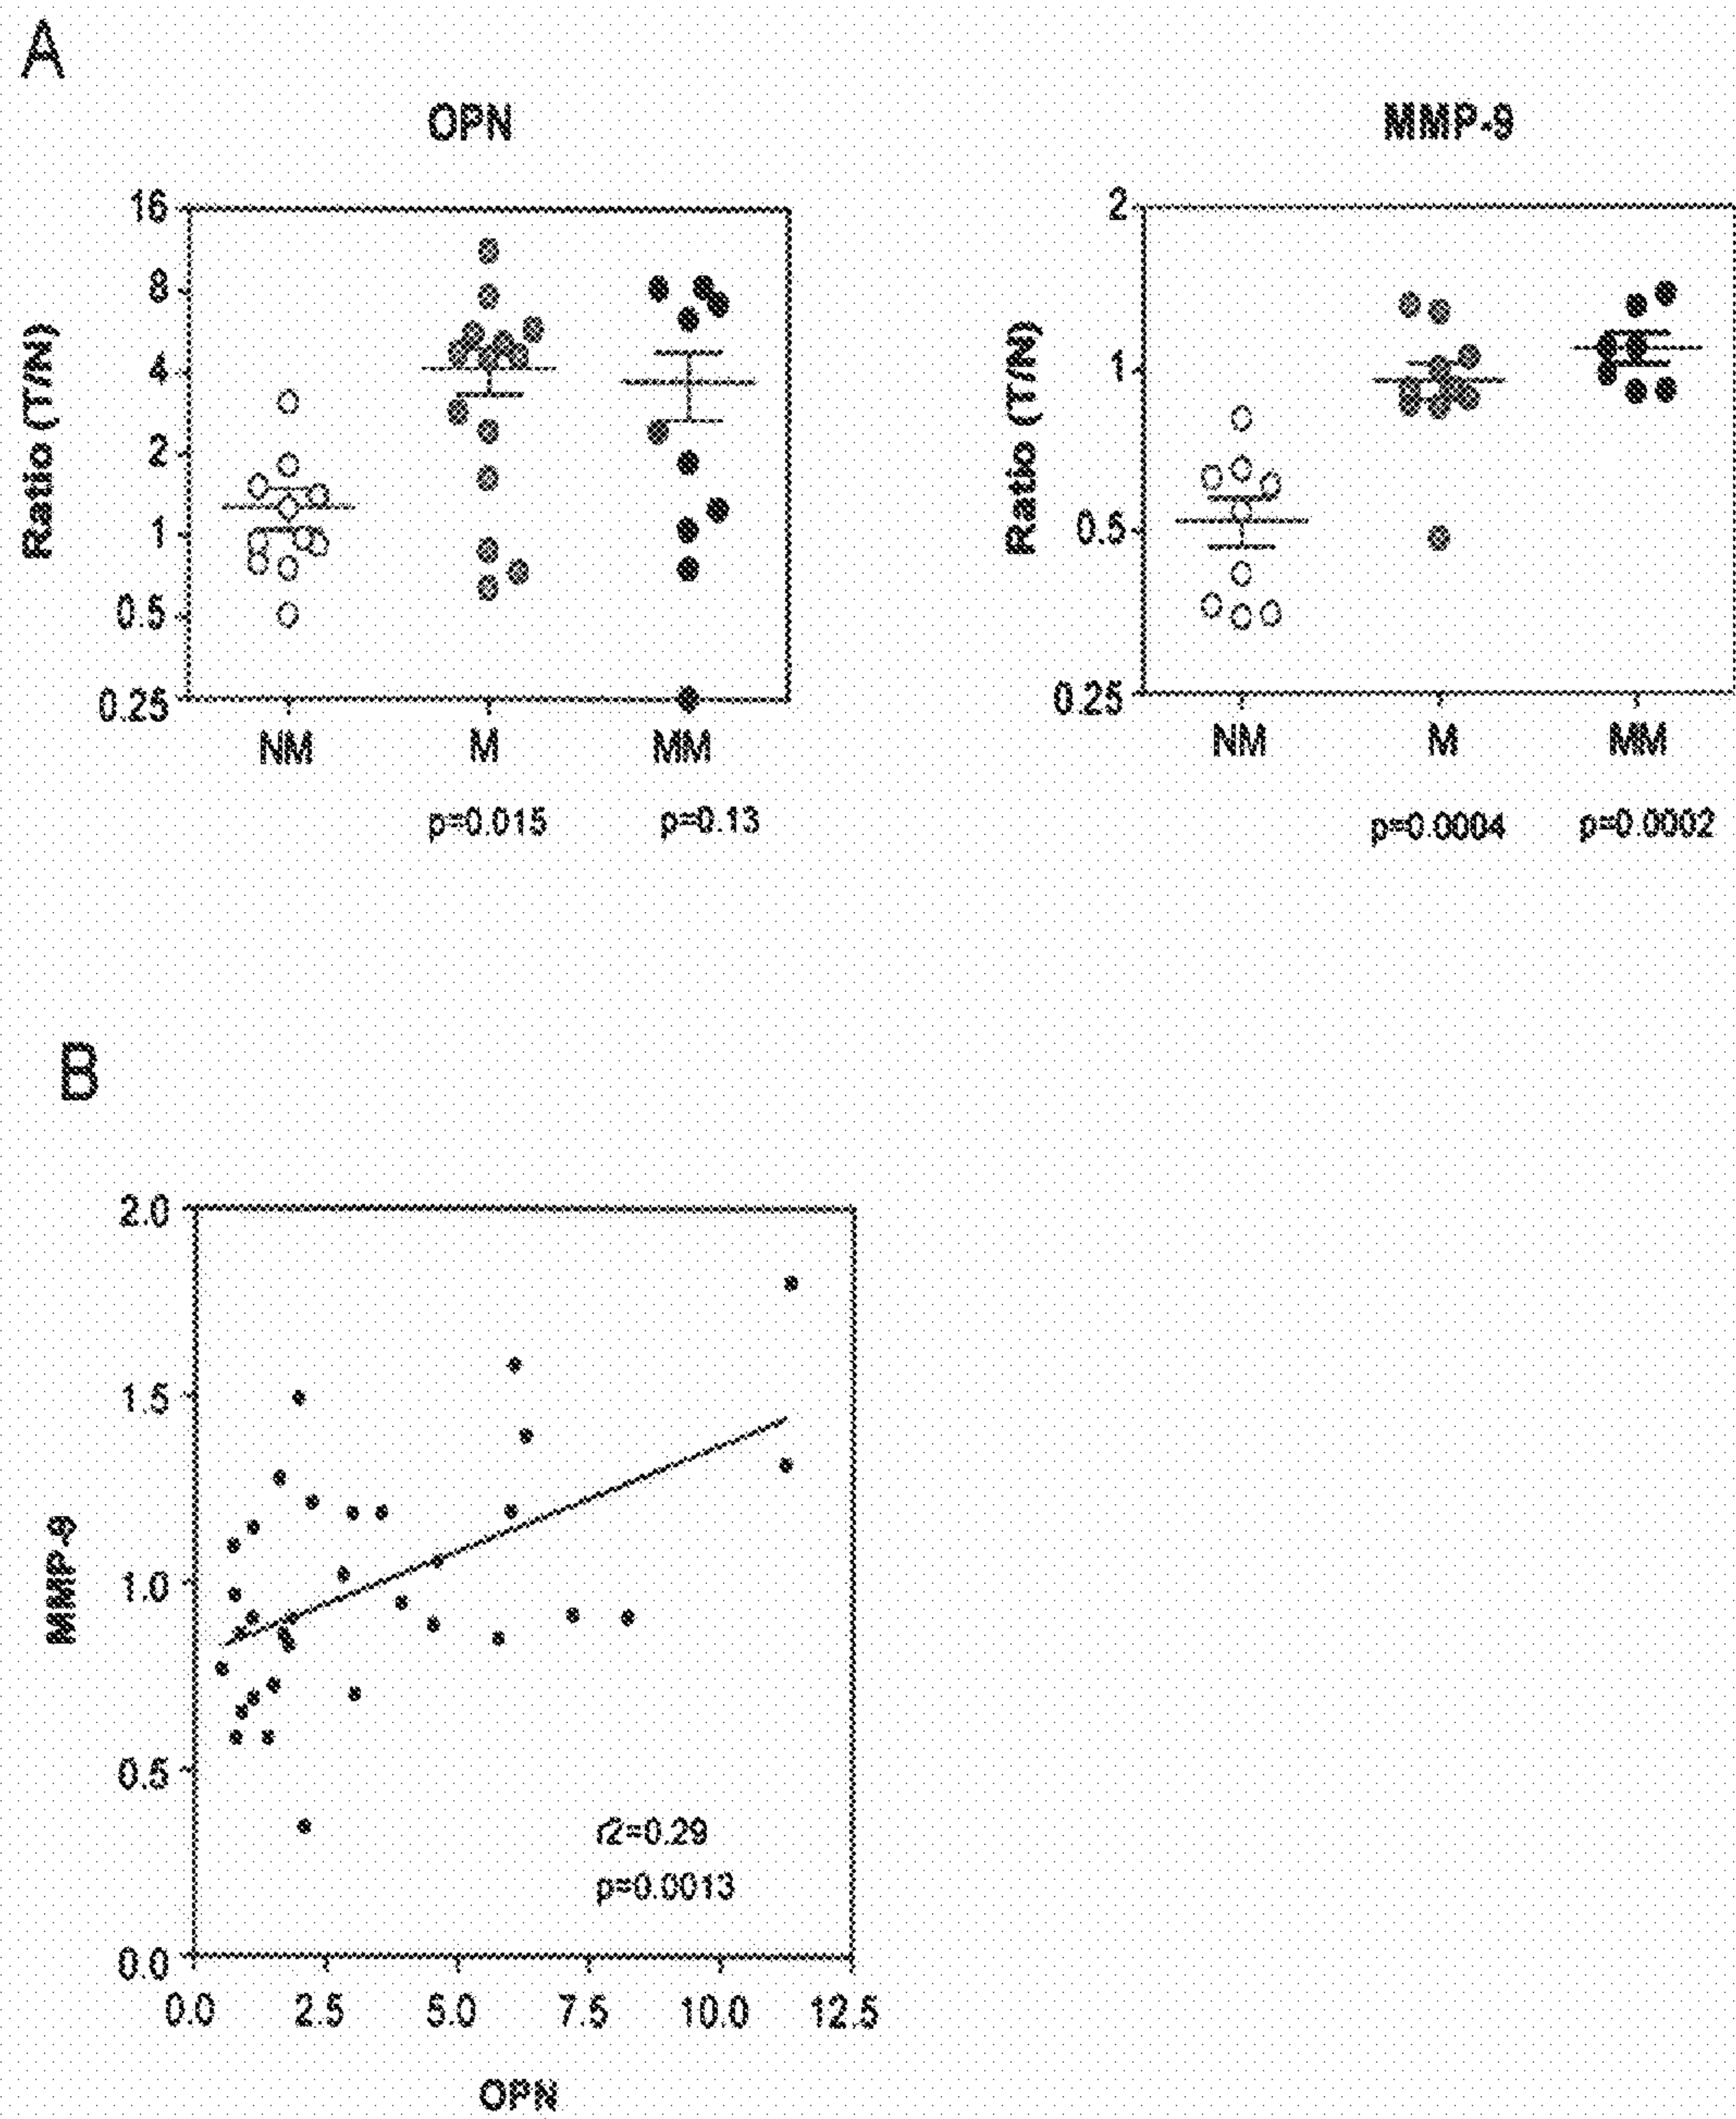 A
OPN
MMP-9
Ratio (T/N)
16
8
4
2
1
0.5
0.25
NM M MM
p=0.015 p=0.13
Ratio (T/N)
2
1
0.5
0.25
NM M MM
p=0.0004 p=0.0002
B
MMP-9
2.0
1.5
1.0
0.5
0.0
r2=0.29
p=0.0013
0.0 2.5 5.0 7.5 10.0 12.5
OPN